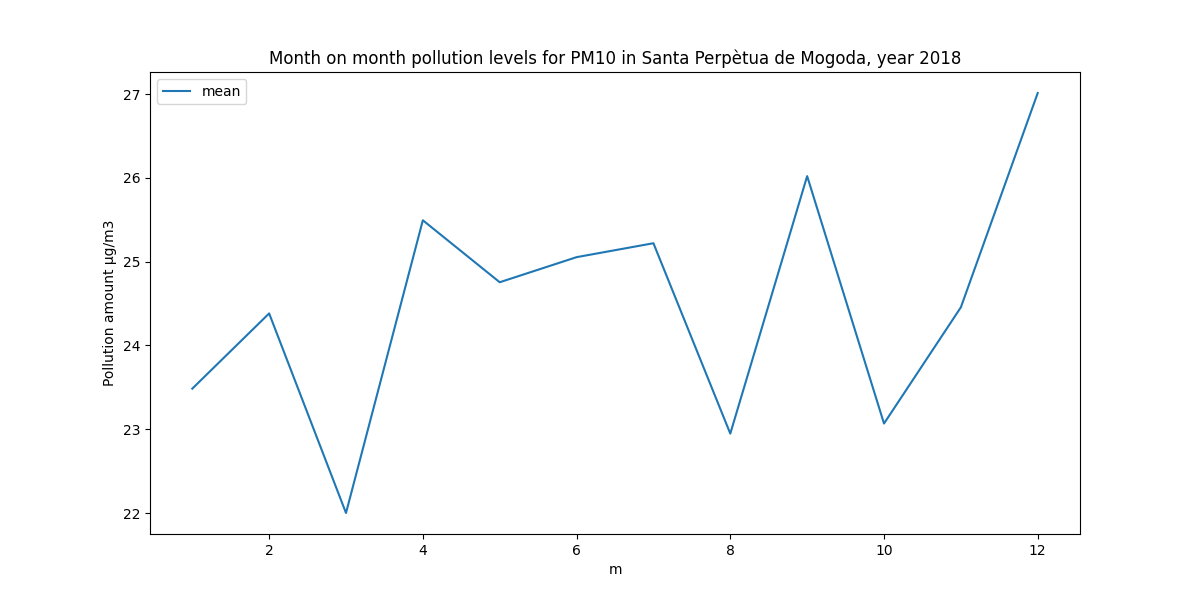 Month on month pollution levels for PM10 in Santa Perpètua de Mogoda, year 2018
mean
27
26
25
24
23
22
Pollution amount µg/m3
2 4 6 8 10 12
m